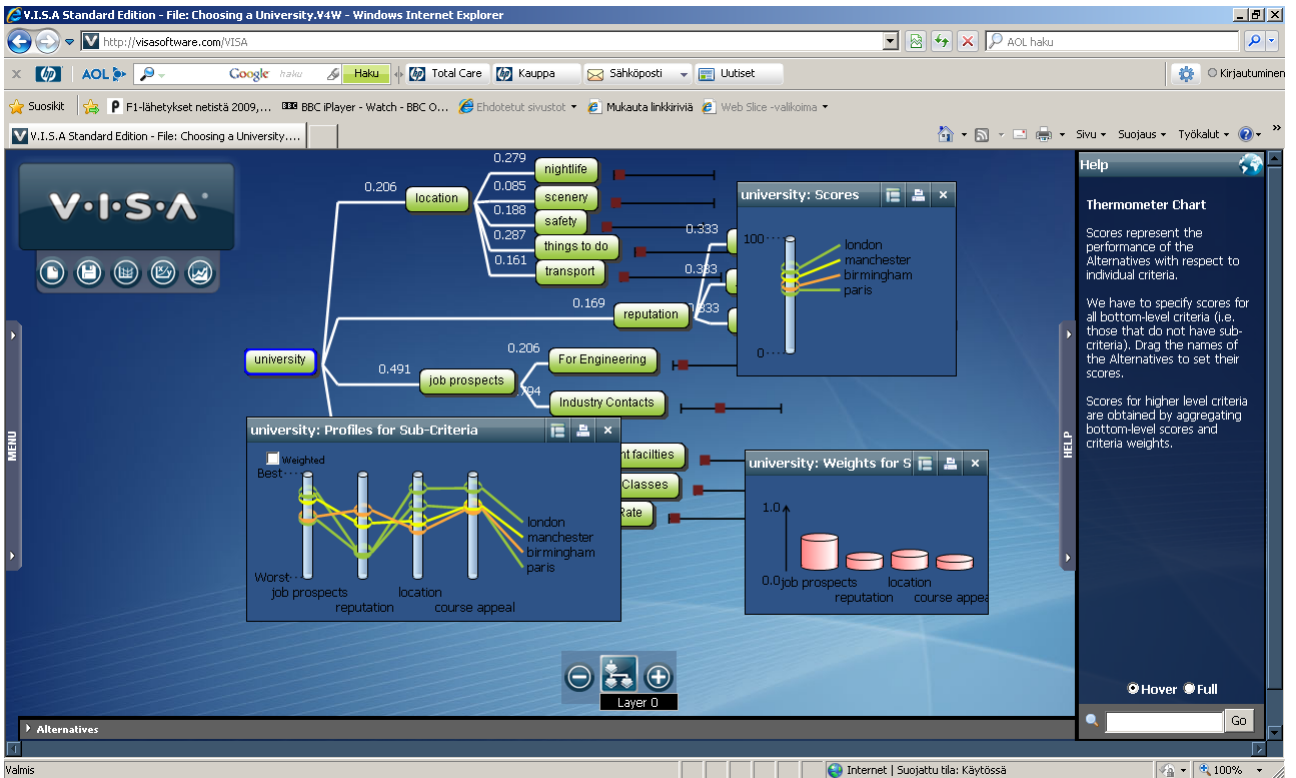 V.I.S.A Standard Edition - File: Choosing a University.V4W - Windows Internet Explorer
http://visasoftware.com/VISA
AOL haku
AOL
Google haku
Haku
Total Care
Kauppa
Sähköposti
Uutiset
Kirjautuminen
Suosikit
F1-lähetykset netistä 2009,...
BBC iPlayer - Watch - BBC O...
Ehdotetut sivustot
Mukauta linkkiriviä
Web Slice -valikoima
V.I.S.A Standard Edition - File: Choosing a University....
Sivu
Suojaus
Työkalut
V·I·S·A
MENU
university
0.206
location
0.279
nightlife
0.085
scenery
0.188
safety
0.287
things to do
0.161
transport
0.169
reputation
0.333
0.333
0.333
0.491
job prospects
0.206
For Engineering
.794
Industry Contacts
nt facilties
Classes
Rate
university: Scores
100
0
london
manchester
birmingham
paris
university: Profiles for Sub-Criteria
Weighted
Best
Worst
job prospects
reputation
location
course appeal
london
manchester
birmingham
paris
university: Weights for S
1.0
0.0
job prospects
reputation
location
course appea
Layer 0
Alternatives
HELP
Help
Thermometer Chart
Scores represent the
performance of the
Alternatives with respect to
individual criteria.
We have to specify scores for
all bottom-level criteria (i.e.
those that do not have sub-
criteria). Drag the names of
the Alternatives to set their
scores.
Scores for higher level criteria
are obtained by aggregating
bottom-level scores and
criteria weights.
Hover
Full
Go
Valmis
Internet | Suojattu tila: Käytössä
100%